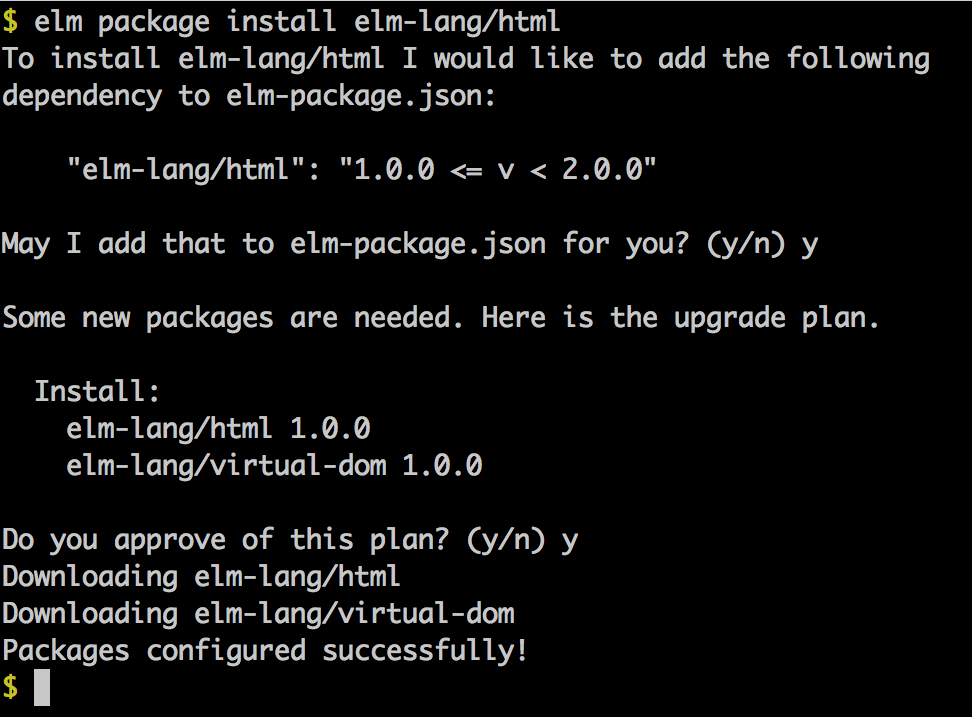 $ elm package install elm-lang/html
To install elm-lang/html I would like to add the following
dependency to elm-package.json:
"elm-lang/html": "1.0.0 <= v < 2.0.0"
May I add that to elm-package.json for you? (y/n) y
Some new packages are needed. Here is the upgrade plan.
Install:
elm-lang/html 1.0.0
elm-lang/virtual-dom 1.0.0
Do you approve of this plan? (y/n) y
Downloading elm-lang/html
Downloading elm-lang/virtual-dom
Packages configured successfully!
$